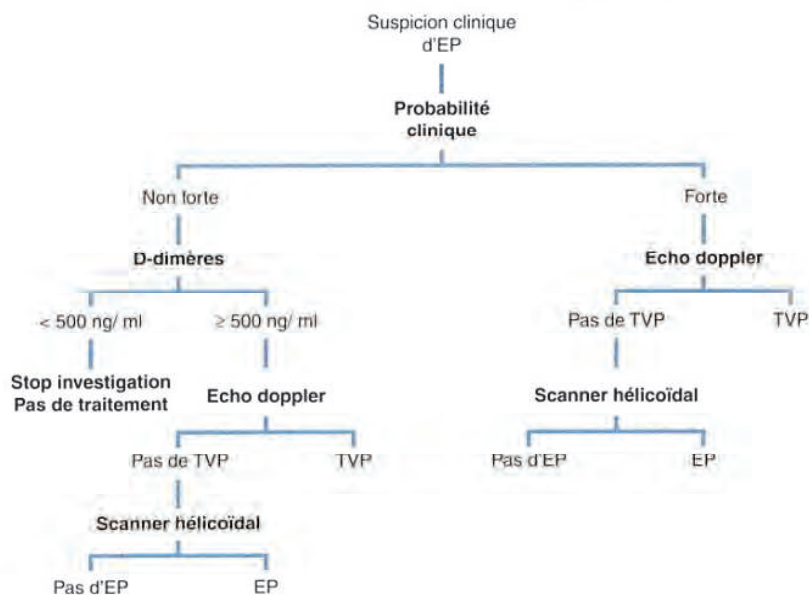 Suspicion clinique
d'EP
Probabilité
clinique
Non forte
Forte
D-dimères
Echo doppler
< 500 ng/ ml
≥ 500 ng/ ml
Pas de TVP
TVP
Stop investigation
Pas de traitement
Echo doppler
Scanner hélicoïdal
Pas de TVP
TVP
Pas d'EP
EP
Scanner hélicoïdal
Pas d'EP
EP